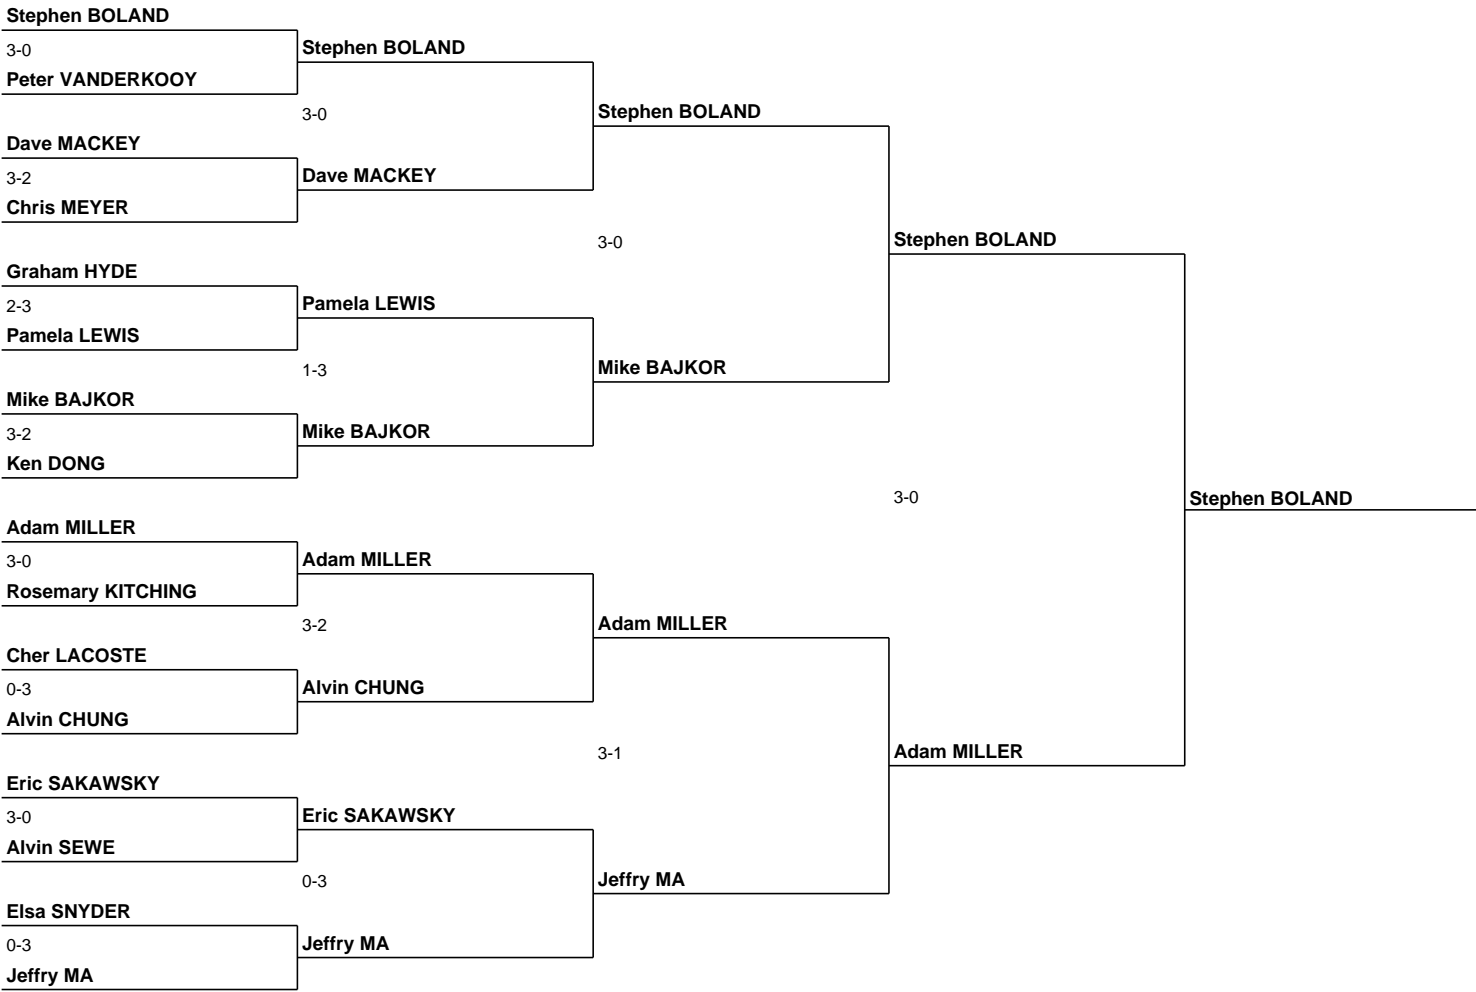 Stephen BOLAND
3-0
Peter VANDERKOOY
Dave MACKEY
3-2
Chris MEYER
Graham HYDE
2-3
Pamela LEWIS
Mike BAJKOR
3-2
Ken DONG
Adam MILLER
3-0
Rosemary KITCHING
Cher LACOSTE
0-3
Alvin CHUNG
Eric SAKAWSKY
3-0
Alvin SEWE
Elsa SNYDER
0-3
Jeffry MA
Stephen BOLAND
3-0
Dave MACKEY
Pamela LEWIS
1-3
Mike BAJKOR
Adam MILLER
3-2
Alvin CHUNG
Eric SAKAWSKY
0-3
Jeffry MA
Stephen BOLAND
3-0
Mike BAJKOR
Adam MILLER
3-1
Jeffry MA
Stephen BOLAND
3-0
Adam MILLER
Stephen BOLAND